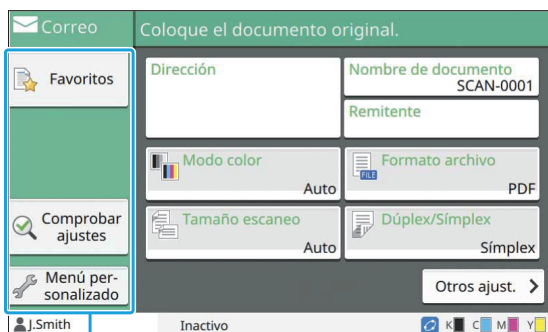 Correo
Coloque el documento original.
Favoritos
Comprobar
ajustes
Menú per-
sonalizado
Dirección
Nombre de documento
SCAN-0001
Remitente
Modo color
Auto
FILE
Formato archivo
PDF
Tamaño escaneo
Auto
Dúplex/Símplex
Símplex
Otros ajust.
J.Smith
Inactivo
K C M Y